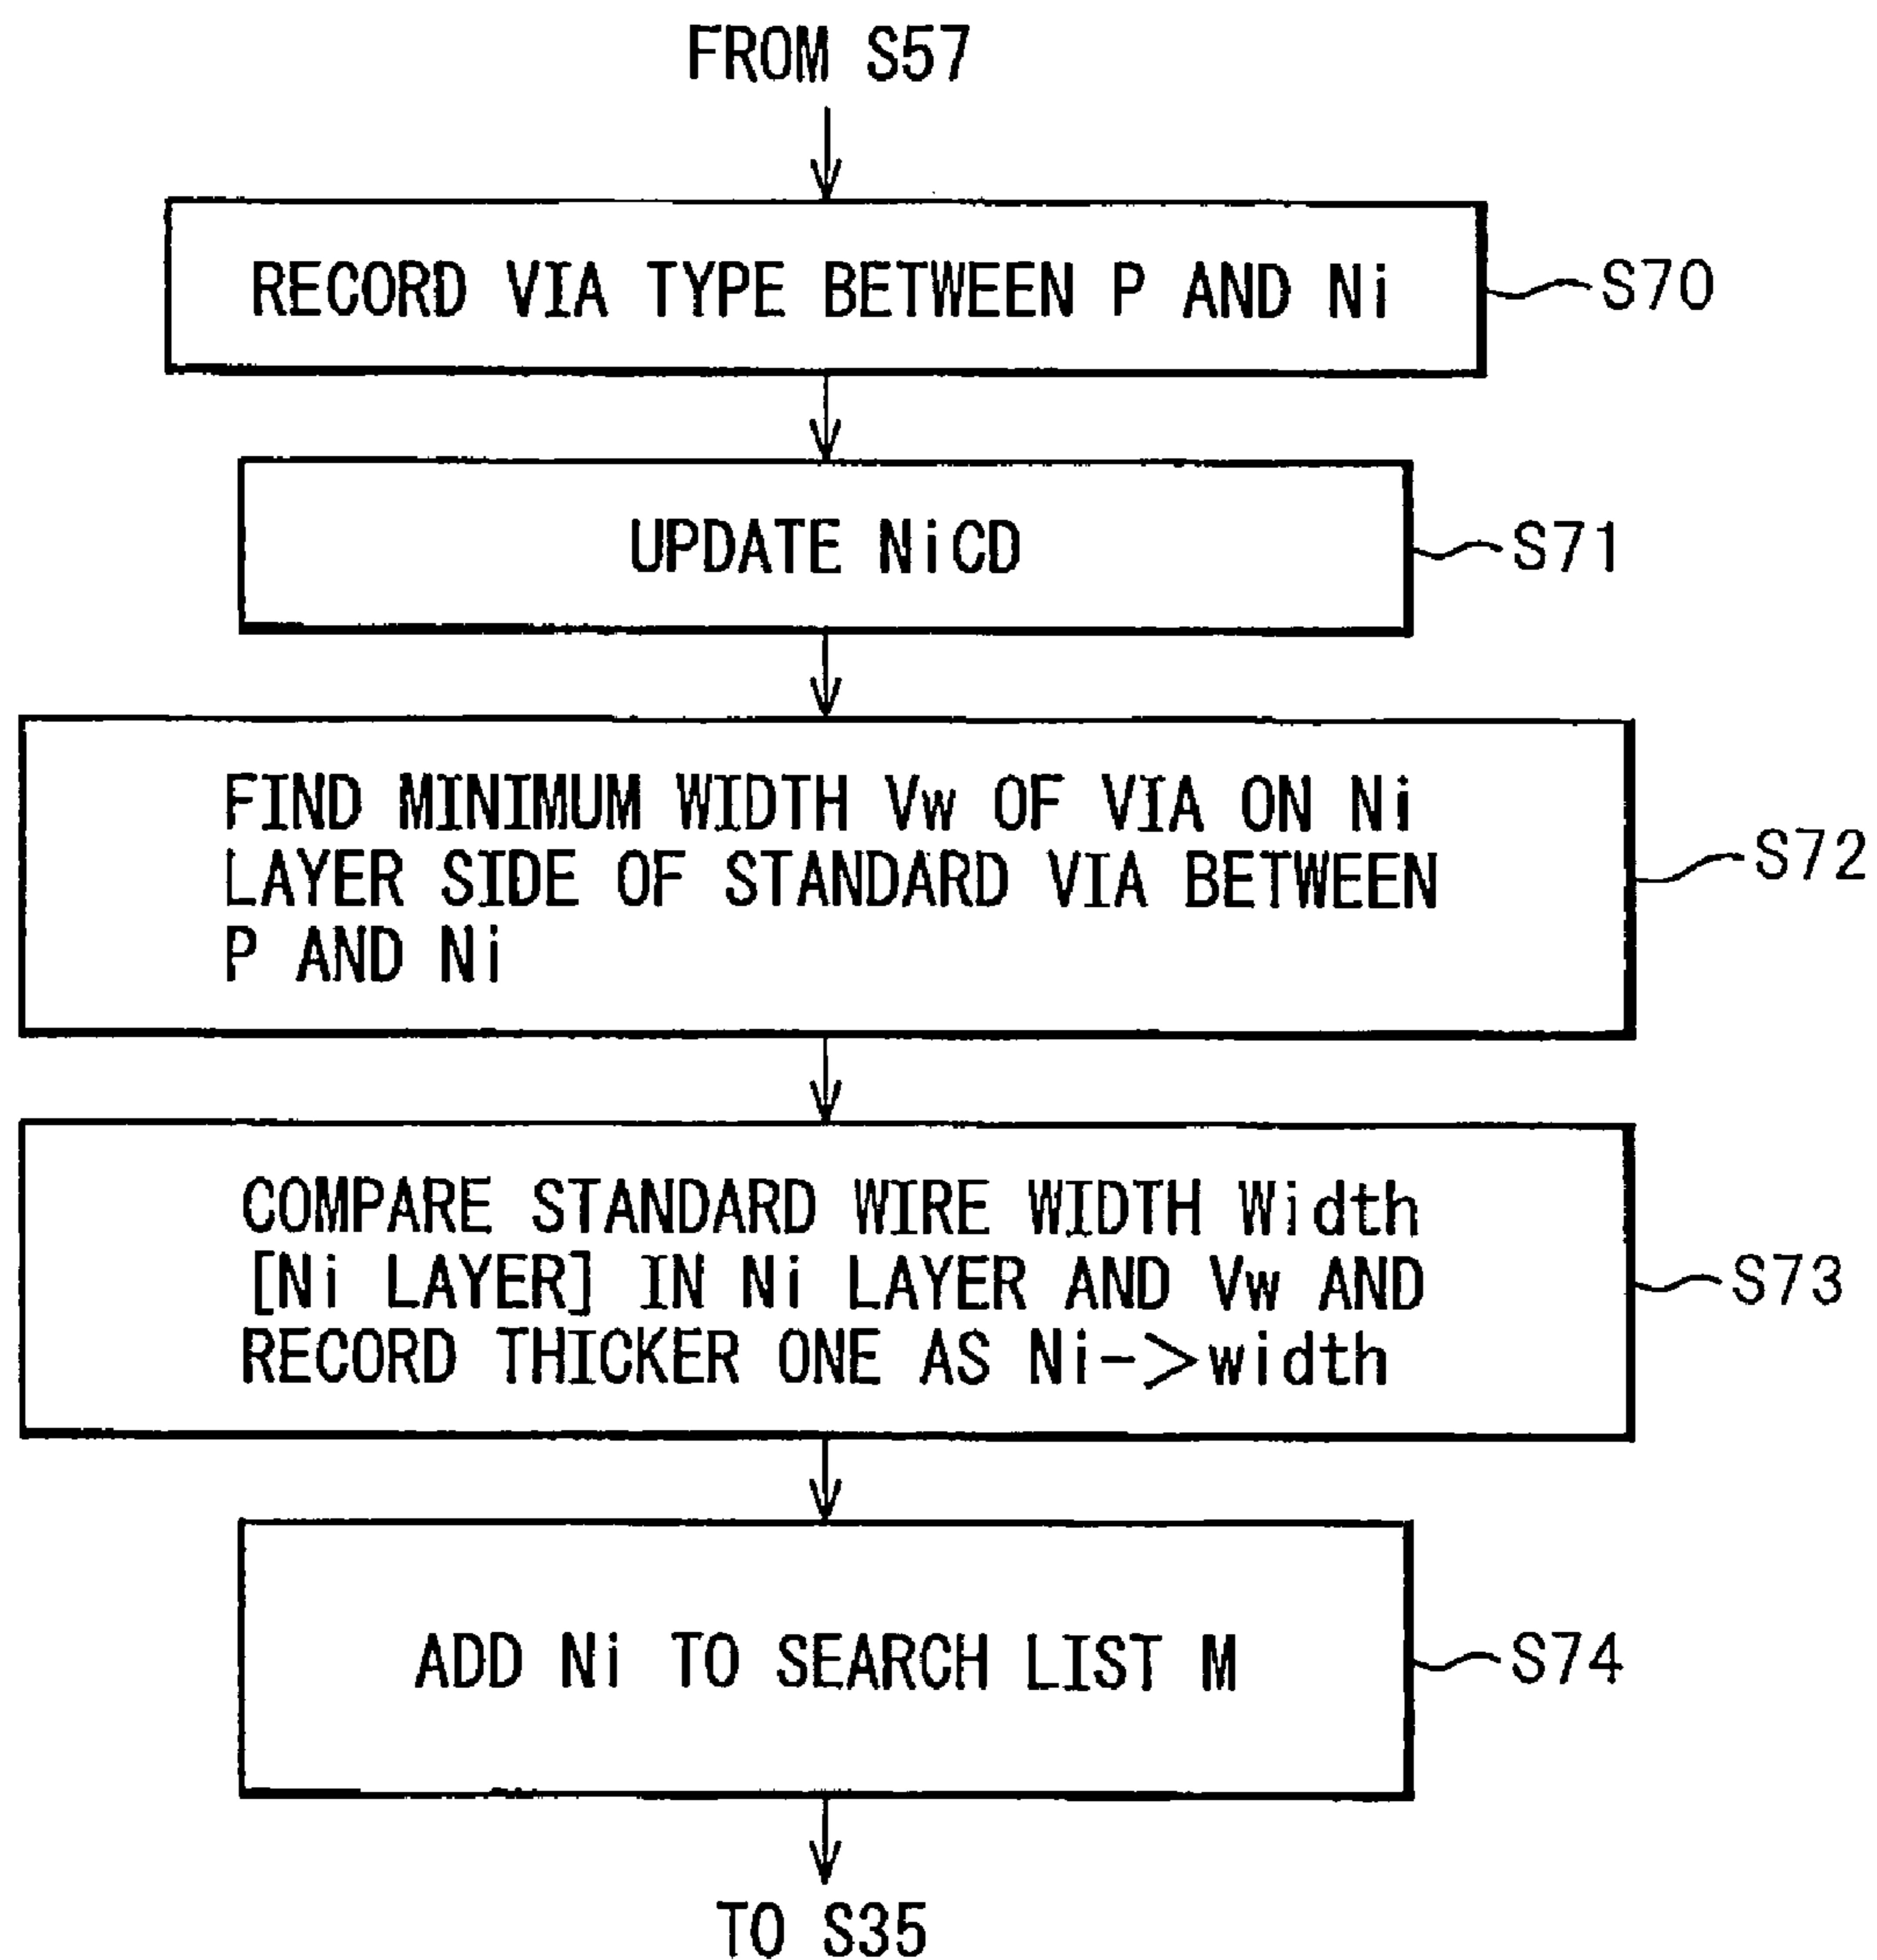 FROM S57
RECORD VIA TYPE BETWEEN P AND Ni
S70
UPDATE NiCD
S71
FIND MINIMUM WIDTH Vw OF VIA ON Ni
LAYER SIDE OF STANDARD VIA BETWEEN
P AND Ni
S72
COMPARE STANDARD WIRE WIDTH Width
[Ni LAYER] IN Ni LAYER AND Vw AND
RECORD THICKER ONE AS Ni->width
S73
ADD Ni TO SEARCH LIST M
S74
TO S35